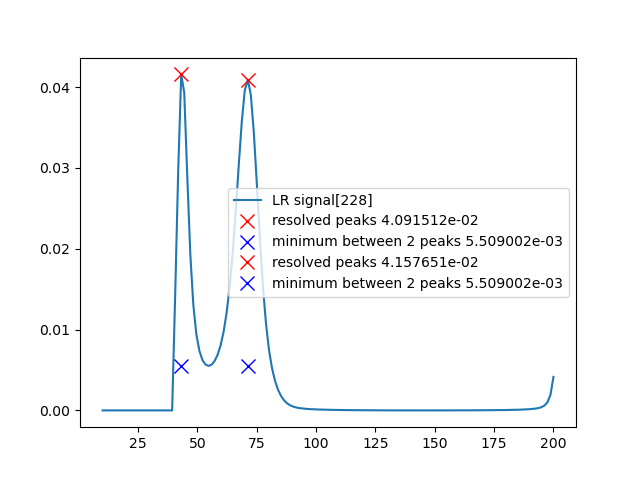 0.04
0.03
0.02
0.01
0.00
LR signal[228]
resolved peaks 4.091512e-02
minimum between 2 peaks 5.509002e-03
resolved peaks 4.157651e-02
minimum between 2 peaks 5.509002e-03
25 50 75 100 125 150 175 200